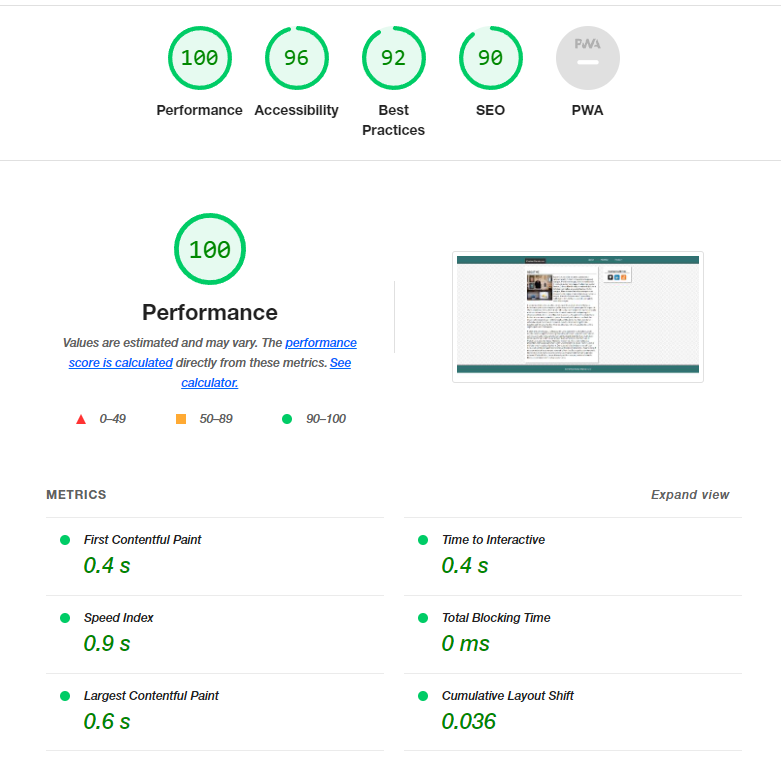 100
96
92
90
PWA
Performance
Accessibility
Best
Practices
SEO
PWA
100
Performance
Values are estimated and may vary. The performance
score is calculated directly from these metrics. See
calculator.
0–49
50–89
90–100
METRICS
Expand view
First Contentful Paint
0.4 s
Time to Interactive
0.4 s
Speed Index
0.9 s
Total Blocking Time
0 ms
Largest Contentful Paint
0.6 s
Cumulative Layout Shift
0.036